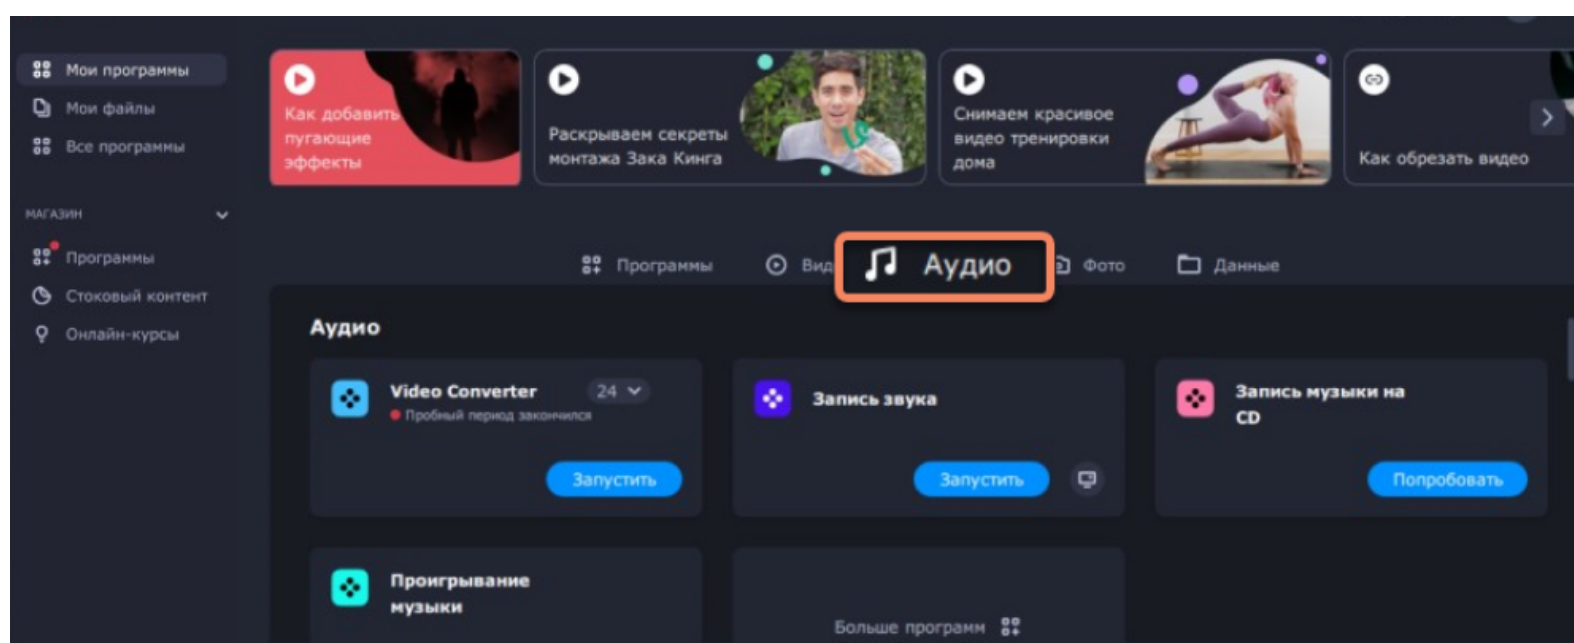 Мои программы
Мои файлы
Все программы
МАГАЗИН
Программы
Стоковый контент
Онлайн-курсы
Как добавить
пугающие
эффекты
Раскрываем секреты
монтажа Зака Кинга
Снимаем красивое
видео тренировки
дома
Как обрезать видео
Программы
Вид
Аудио
Фото
Данные
Аудио
Video Converter
24
Пробный период закончился
Запустить
Запись звука
Запустить
Запись музыки на
CD
Попробовать
Проигрывание
музыки
Больше программ